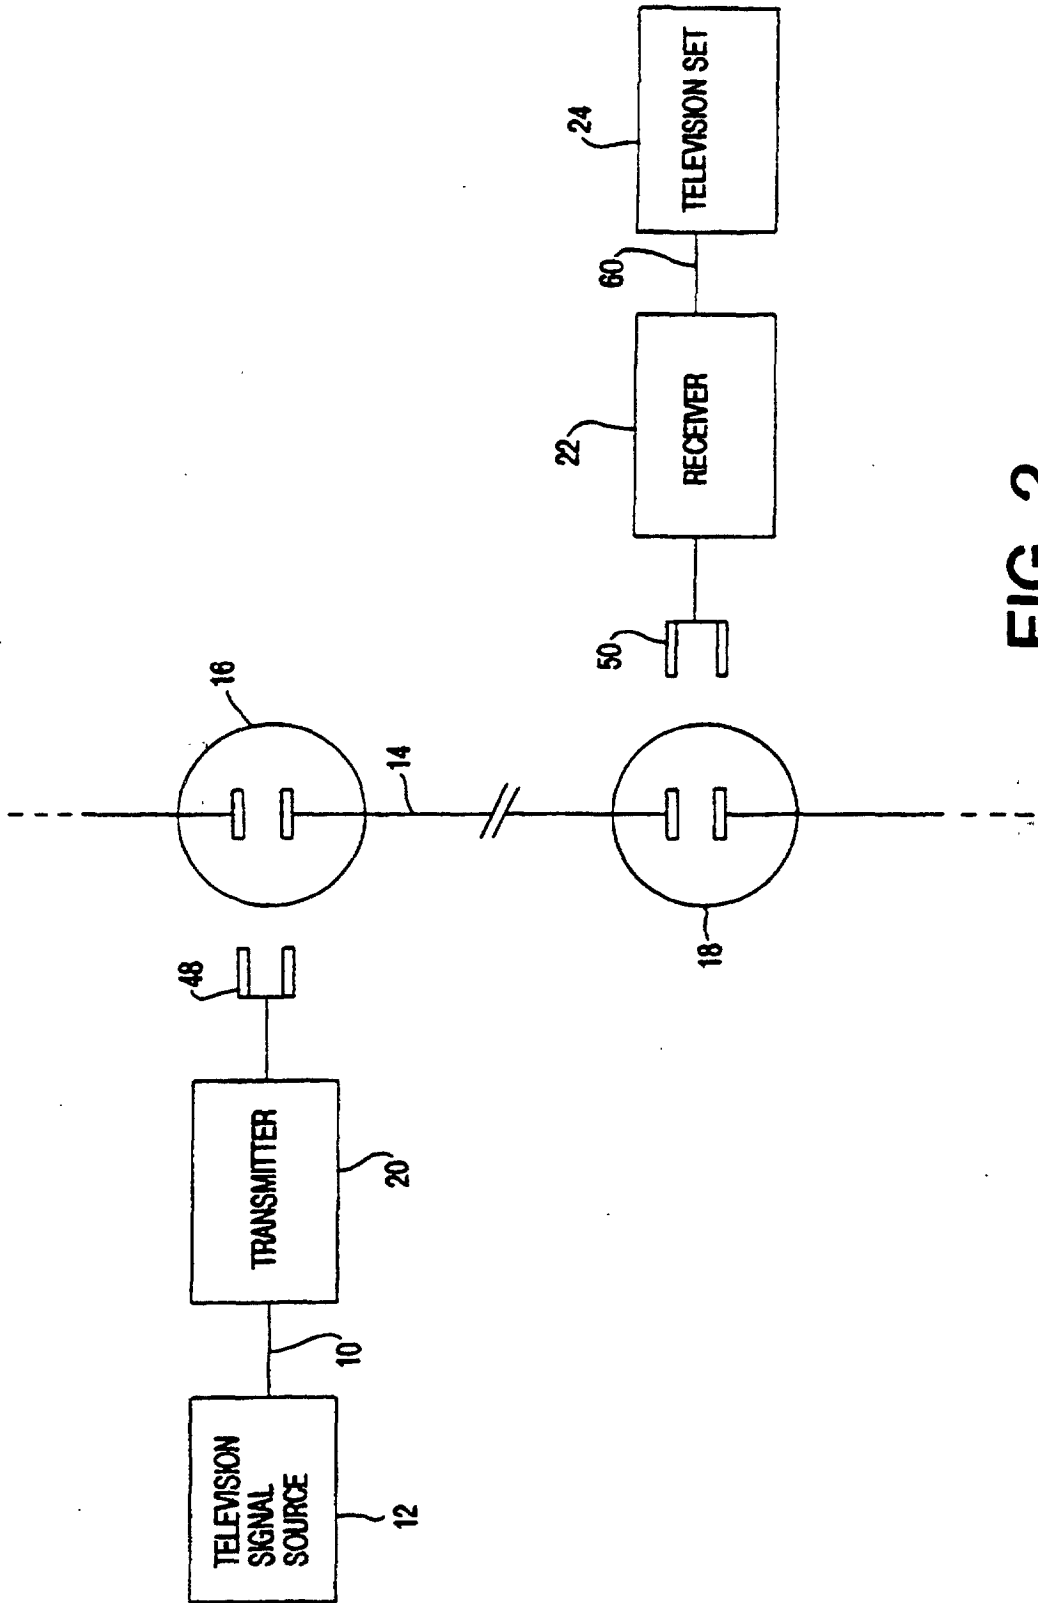 TELEVISION
SIGNAL
SOURCE
12
10
TRANSMITTER
20
48
16
14
18
50
RECEIVER
22
60
TELEVISION SET
24
FIG. 2